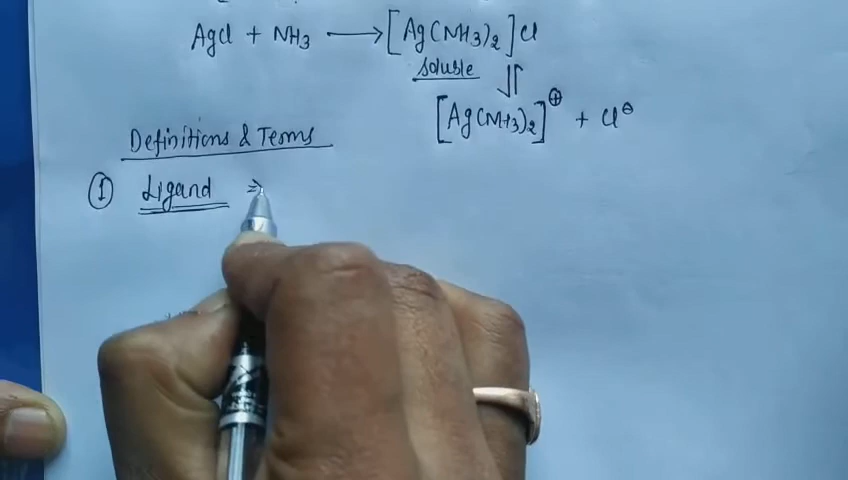 AgCl + NH3 ⟶ [Ag(NH3)2]Cl
soluble ⇌
[Ag(NH3)2]⊕ + Cl⊖
Definitions & Terms
① Ligand ⇒